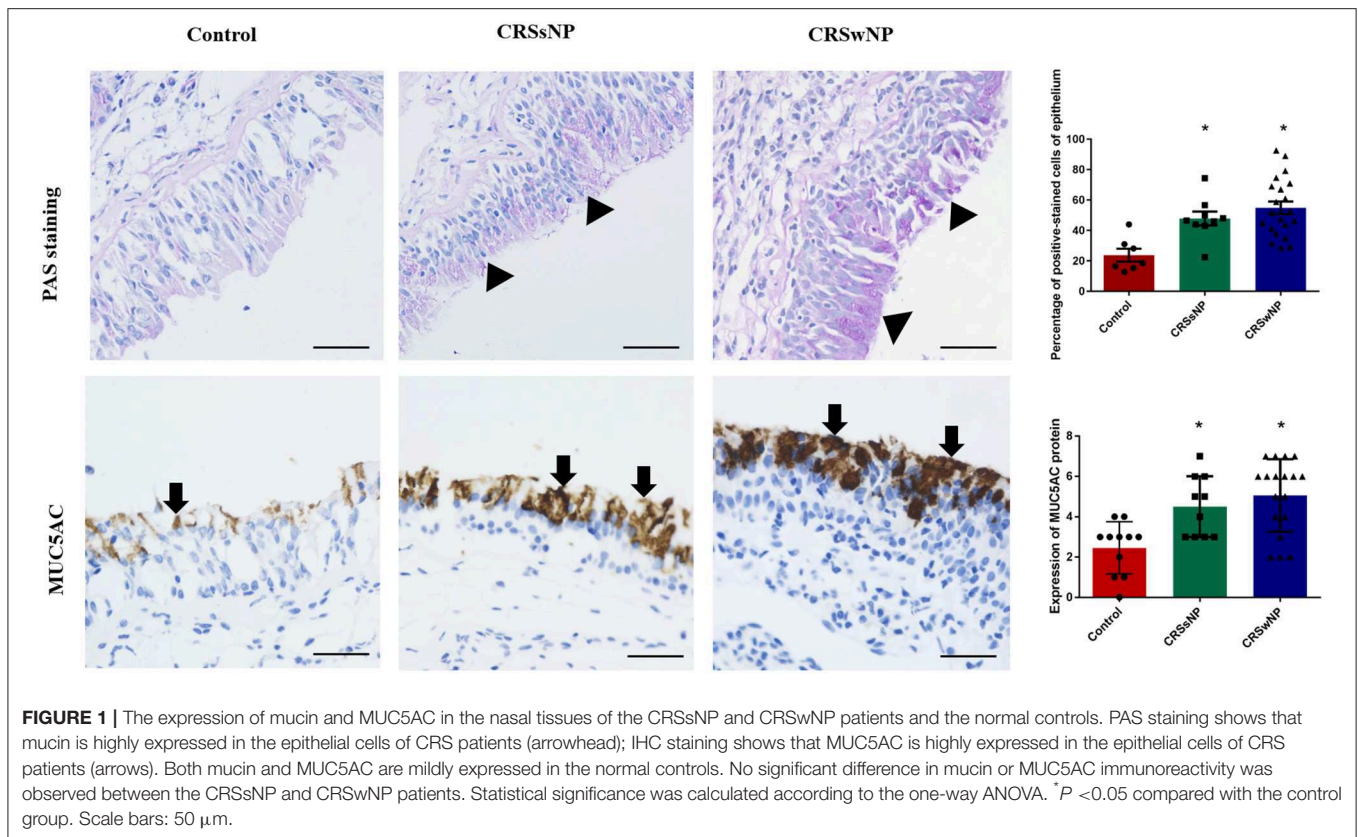 Control
CRSsNP
CRSwNP
PAS staining
Percentage of positive-stained cells of epithelium
100
80
60
40
20
0
*
*
Control
CRSsNP
CRSwNP
MUC5AC
Expression of MUC5AC protein
8
6
4
2
0
*
*
Control
CRSsNP
CRSwNP
FIGURE 1 | The expression of mucin and MUC5AC in the nasal tissues of the CRSsNP and CRSwNP patients and the normal controls. PAS staining shows that
mucin is highly expressed in the epithelial cells of CRS patients (arrowhead); IHC staining shows that MUC5AC is highly expressed in the epithelial cells of CRS
patients (arrows). Both mucin and MUC5AC are mildly expressed in the normal controls. No significant difference in mucin or MUC5AC immunoreactivity was
observed between the CRSsNP and CRSwNP patients. Statistical significance was calculated according to the one-way ANOVA. *P <0.05 compared with the control
group. Scale bars: 50 μm.